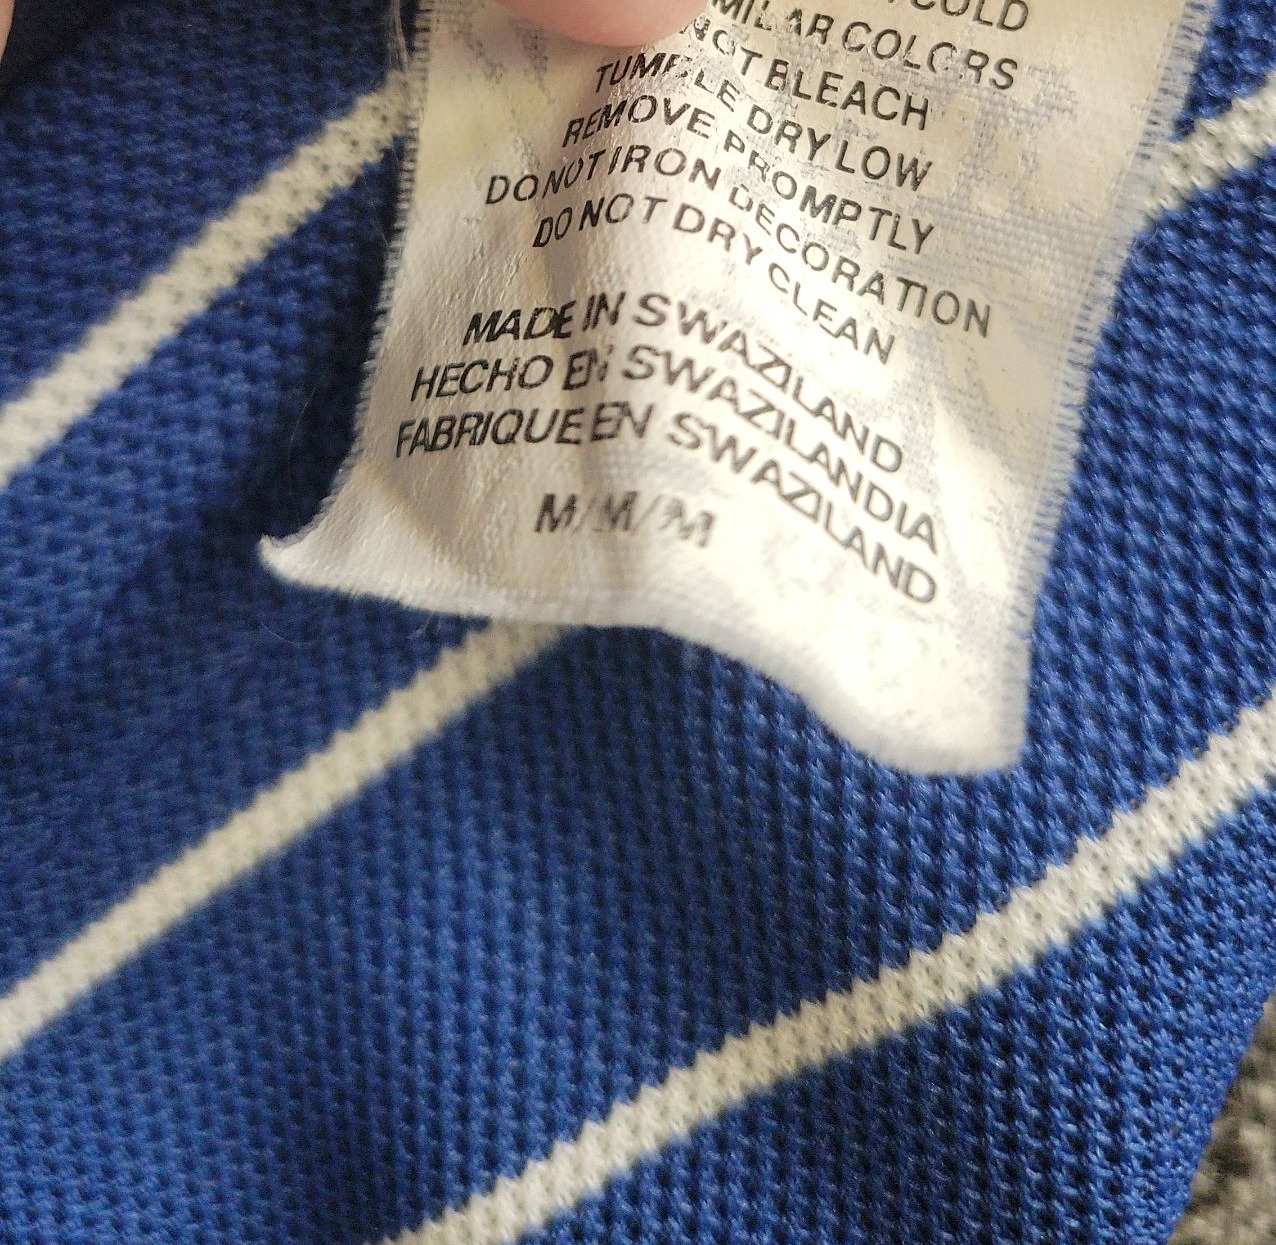 COLD
SIMILAR COLORS
NOT BLEACH
TUMBLE DRY LOW
REMOVE PROMPTLY
DO NOT IRON DECORATION
DO NOT DRY CLEAN
MADE IN SWAZILAND
HECHO EN SWAZILANDIA
FABRIQUE EN SWAZILAND
M/M/M